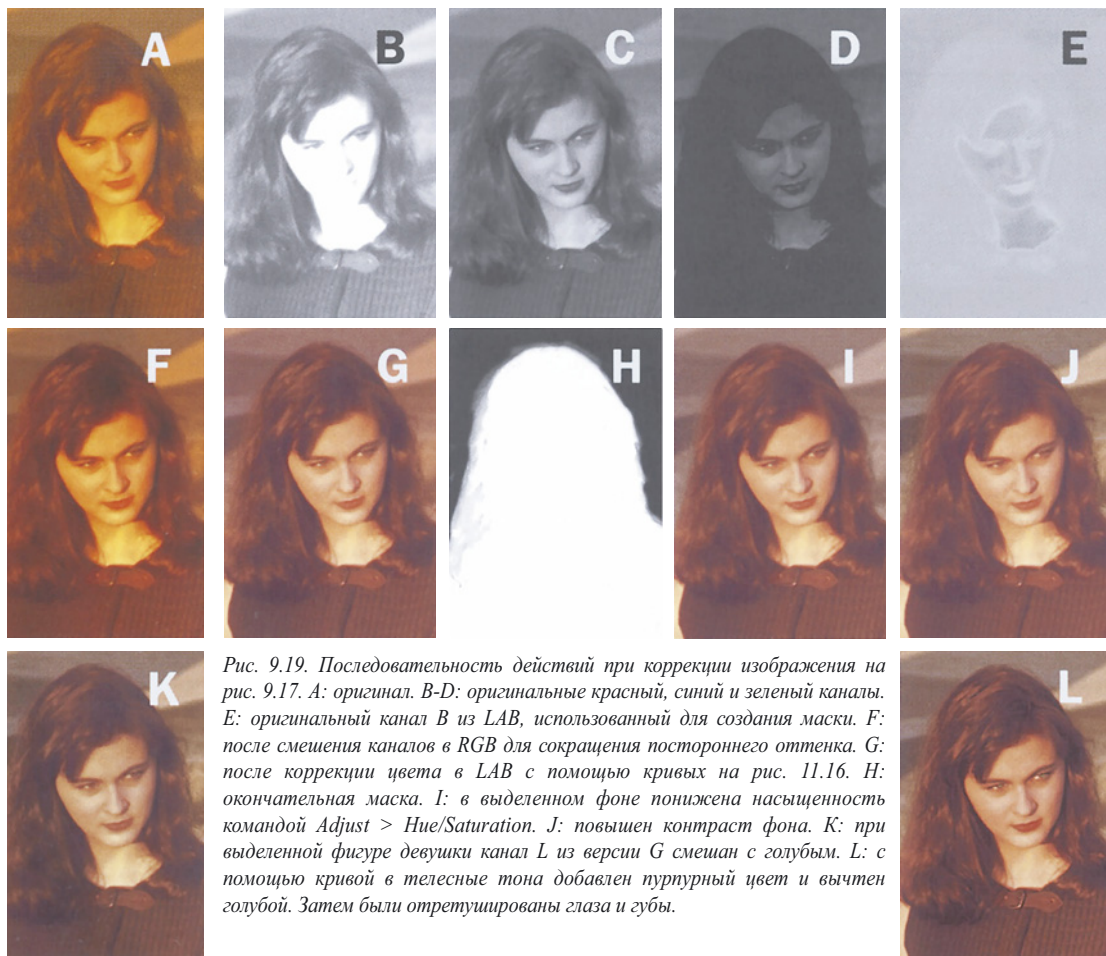 A
B
C
D
E
F
G
H
I
J
K
L
Рис. 9.19. Последовательность действий при коррекции изображения на
рис. 9.17. A: оригинал. B-D: оригинальные красный, синий и зеленый каналы.
E: оригинальный канал B из LAB, использованный для создания маски. F:
после смешения каналов в RGB для сокращения постороннего оттенка. G:
после коррекции цвета в LAB с помощью кривых на рис. 11.16. H:
окончательная маска. I: в выделенном фоне понижена насыщенность
командой Adjust > Hue/Saturation. J: повышен контраст фона. K: при
выделенной фигуре девушки канал L из версии G смешан с голубым. L: с
помощью кривой в телесные тона добавлен пурпурный цвет и вычтен
голубой. Затем были отретушированы глаза и губы.